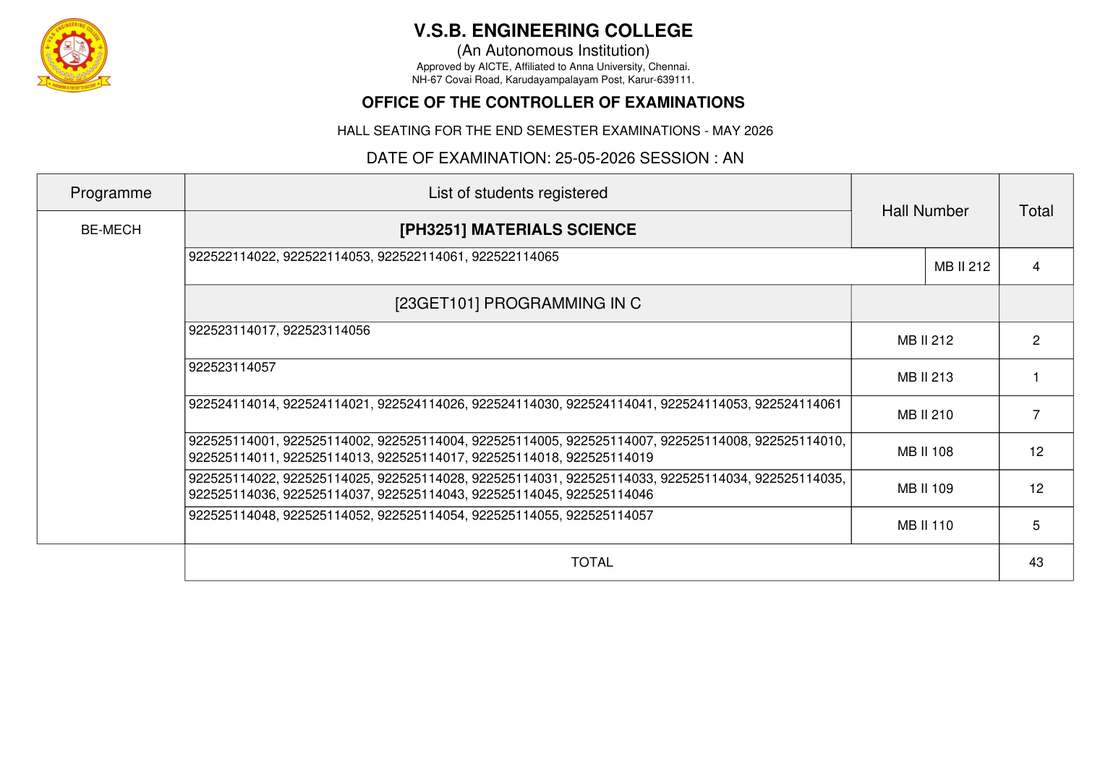 V.S.B. ENGINEERING COLLEGE
(An Autonomous Institution)
Approved by AICTE, Affiliated to Anna University, Chennai.
NH-67 Covai Road, Karudayampalayam Post, Karur-639111.
OFFICE OF THE CONTROLLER OF EXAMINATIONS
HALL SEATING FOR THE END SEMESTER EXAMINATIONS - MAY 2026
DATE OF EXAMINATION: 25-05-2026 SESSION : AN
Programme List of students registered Hall Number Total
BE-MECH [PH3251] MATERIALS SCIENCE
922522114022, 922522114053, 922522114061, 922522114065 MB II 212 4
[23GET101] PROGRAMMING IN C
922523114017, 922523114056 MB II 212 2
922523114057 MB II 213 1
922524114014, 922524114021, 922524114026, 922524114030, 922524114041, 922524114053, 922524114061 MB II 210 7
922525114001, 922525114002, 922525114004, 922525114005, 922525114007, 922525114008, 922525114010,
922525114011, 922525114013, 922525114017, 922525114018, 922525114019 MB II 108 12
922525114022, 922525114025, 922525114028, 922525114031, 922525114033, 922525114034, 922525114035,
922525114036, 922525114037, 922525114043, 922525114045, 922525114046 MB II 109 12
922525114048, 922525114052, 922525114054, 922525114055, 922525114057 MB II 110 5
TOTAL 43